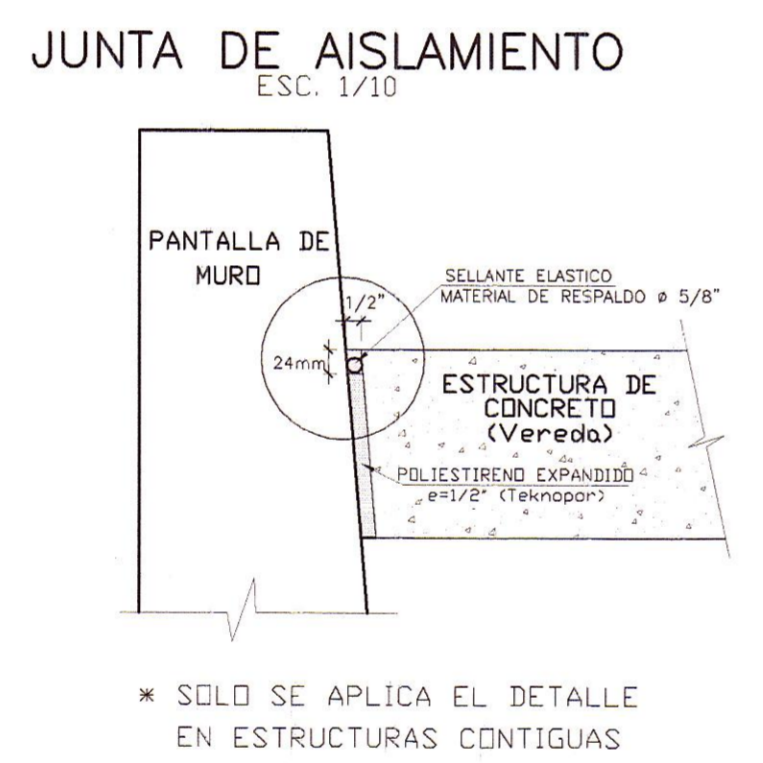 JUNTA DE AISLAMIENTO
ESC. 1/10
PANTALLA DE
MURO
1/2"
SELLANTE ELASTICO
MATERIAL DE RESPALDO ø 5/8"
24mm
ESTRUCTURA DE
CONCRETO
(Vereda)
POLIESTIRENO EXPANDIDO
e=1/2" (Teknopor)
* SOLO SE APLICA EL DETALLE
EN ESTRUCTURAS CONTIGUAS